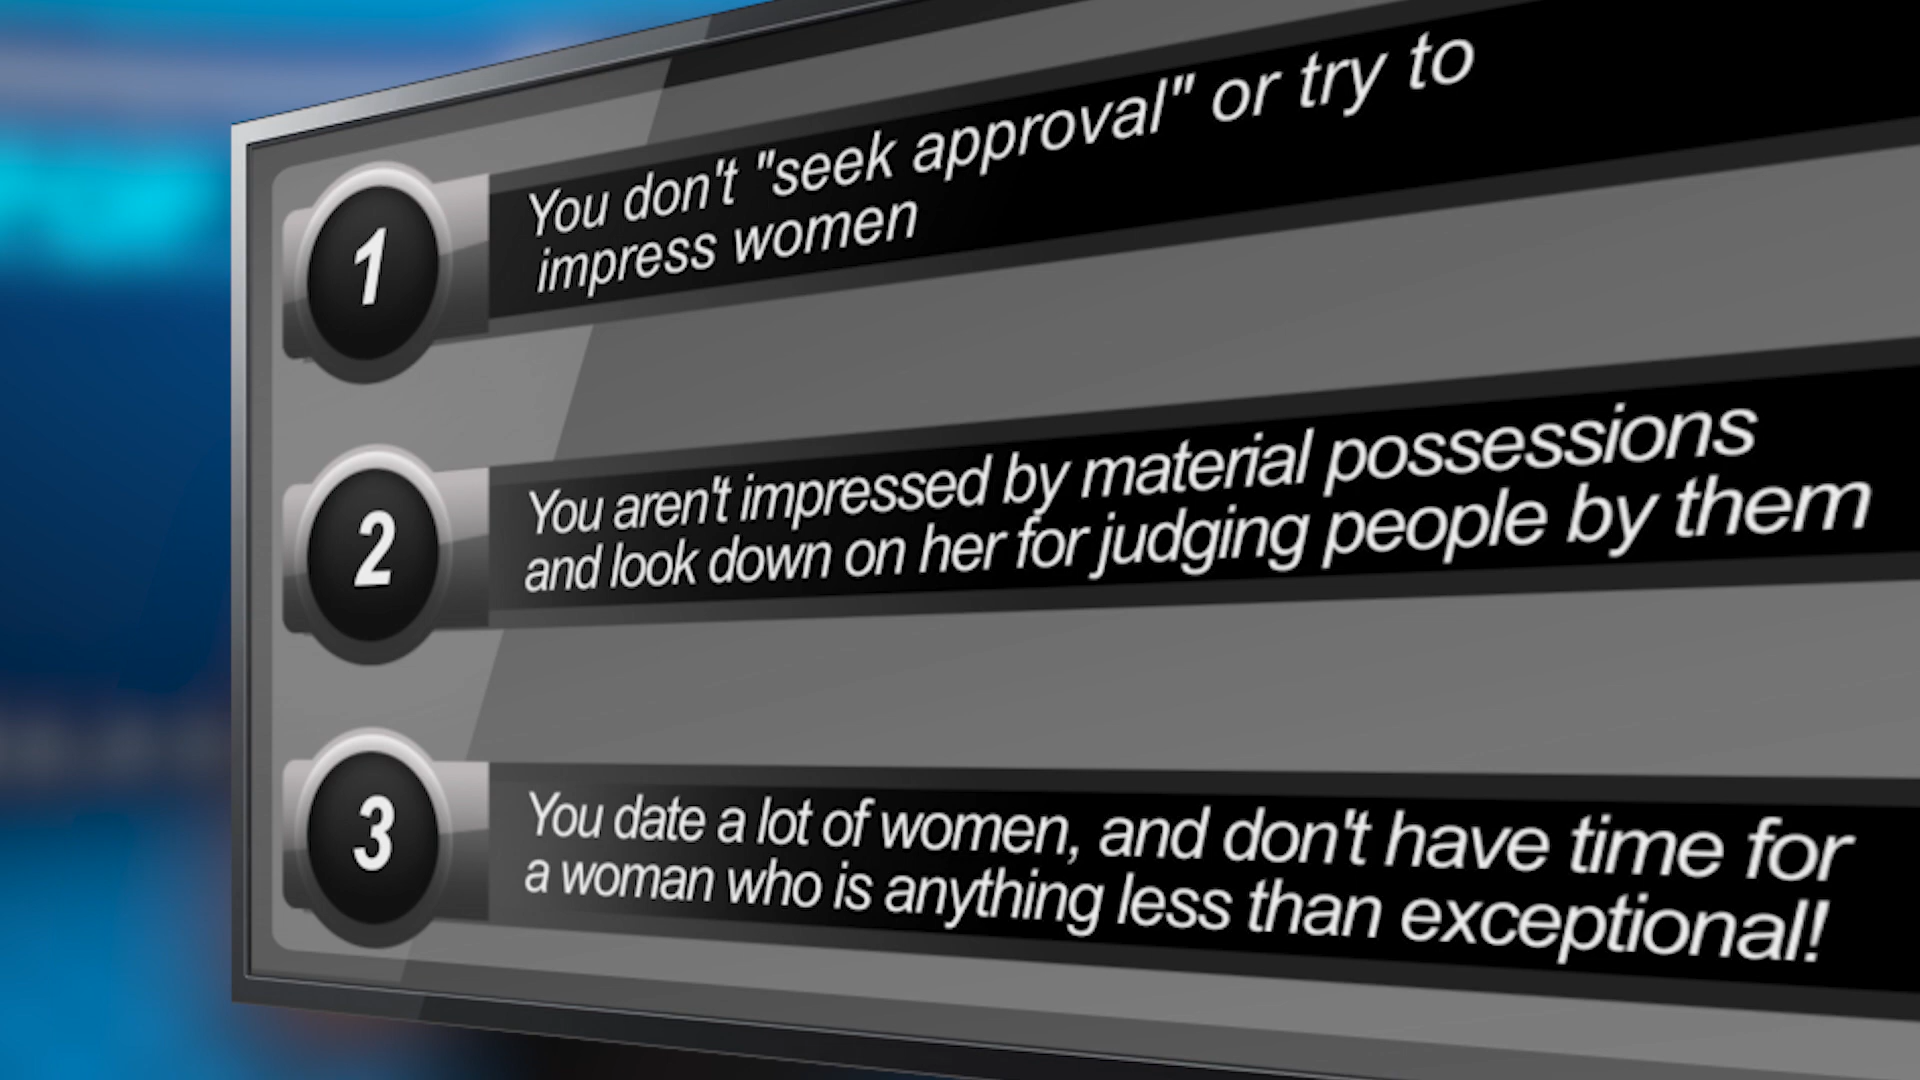 1
You don't "seek approval" or try to
impress women
2
You aren't impressed by material possessions
and look down on her for judging people by them
3
You date a lot of women, and don't have time for
a woman who is anything less than exceptional!